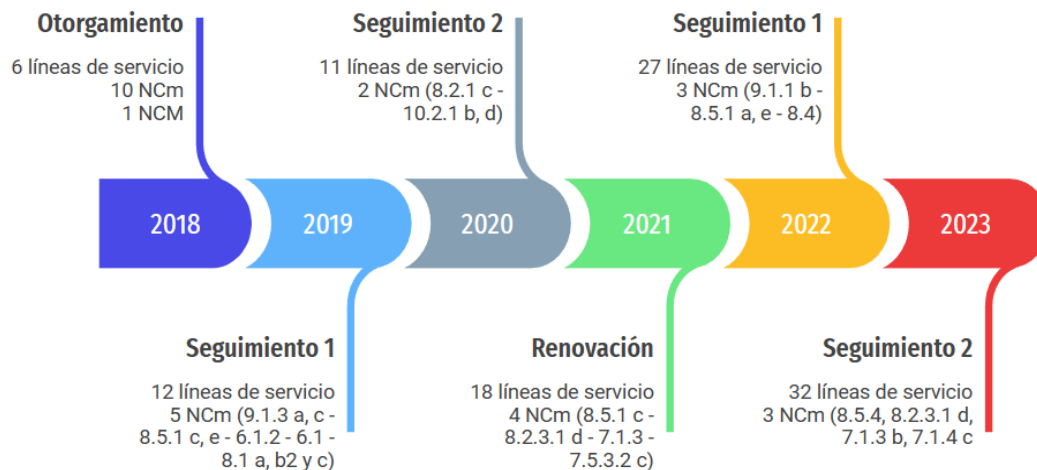 Otorgamiento
6 líneas de servicio
10 NCm
1 NCM
Seguimiento 2
11 líneas de servicio
2 NCm (8.2.1 c -
10.2.1 b, d)
Seguimiento 1
27 líneas de servicio
3 NCm (9.1.1 b -
8.5.1 a, e - 8.4)
2018
2019
2020
2021
2022
2023
Seguimiento 1
12 líneas de servicio
5 NCm (9.1.3 a, c -
8.5.1 c, e - 6.1.2 - 6.1 -
8.1 a, b2 y c)
Renovación
18 líneas de servicio
4 NCm (8.5.1 c -
8.2.3.1 d - 7.1.3 -
7.5.3.2 c)
Seguimiento 2
32 líneas de servicio
3 NCm (8.5.4, 8.2.3.1 d,
7.1.3 b, 7.1.4 c